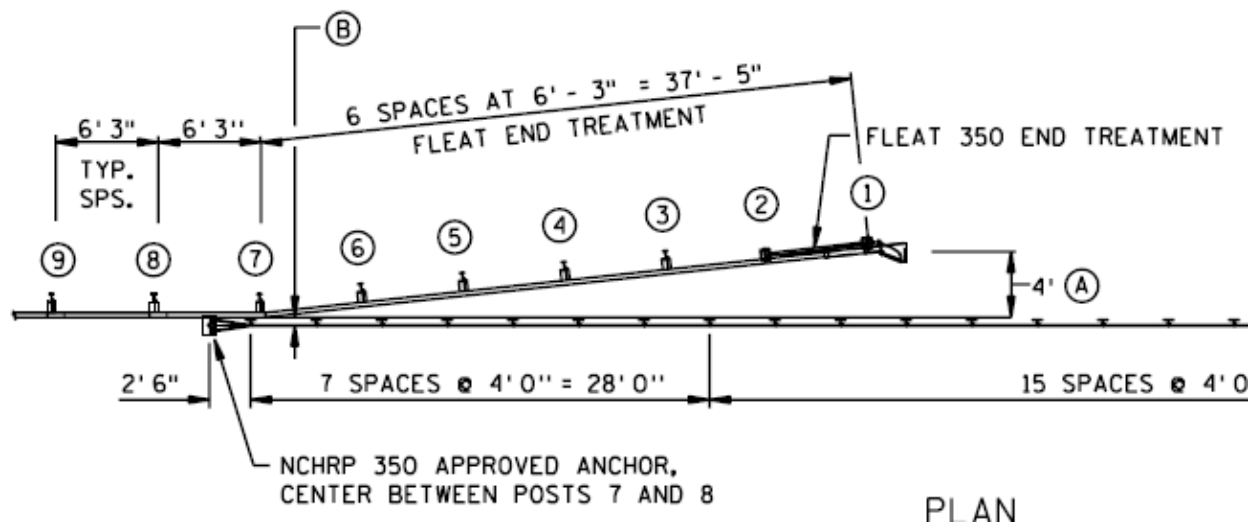 B
6 SPACES AT 6' - 3" = 37' - 5"
FLEAT END TREATMENT
6' 3" 6' 3"
TYP.
SPS.
FLEAT 350 END TREATMENT
9 8 7 6 5 4 3 2 1
4' A
2' 6" 7 SPACES @ 4' 0" = 28' 0" 15 SPACES @ 4' 0
NCHRP 350 APPROVED ANCHOR,
CENTER BETWEEN POSTS 7 AND 8
PLAN